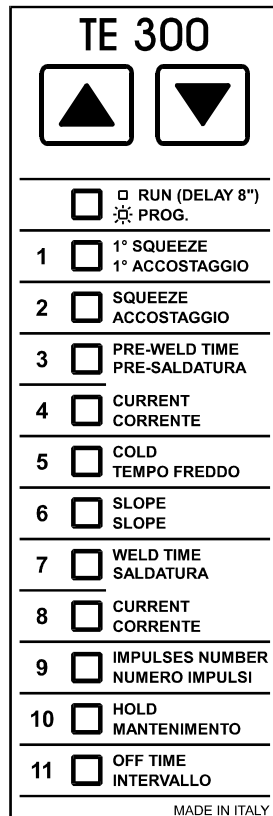 TE 300
RUN (DELAY 8")
PROG.
1
1° SQUEEZE
1° ACCOSTAGGIO
2
SQUEEZE
ACCOSTAGGIO
3
PRE-WELD TIME
PRE-SALDATURA
4
CURRENT
CORRENTE
5
COLD
TEMPO FREDDO
6
SLOPE
SLOPE
7
WELD TIME
SALDATURA
8
CURRENT
CORRENTE
9
IMPULSES NUMBER
NUMERO IMPULSI
10
HOLD
MANTENIMENTO
11
OFF TIME
INTERVALLO
MADE IN ITALY